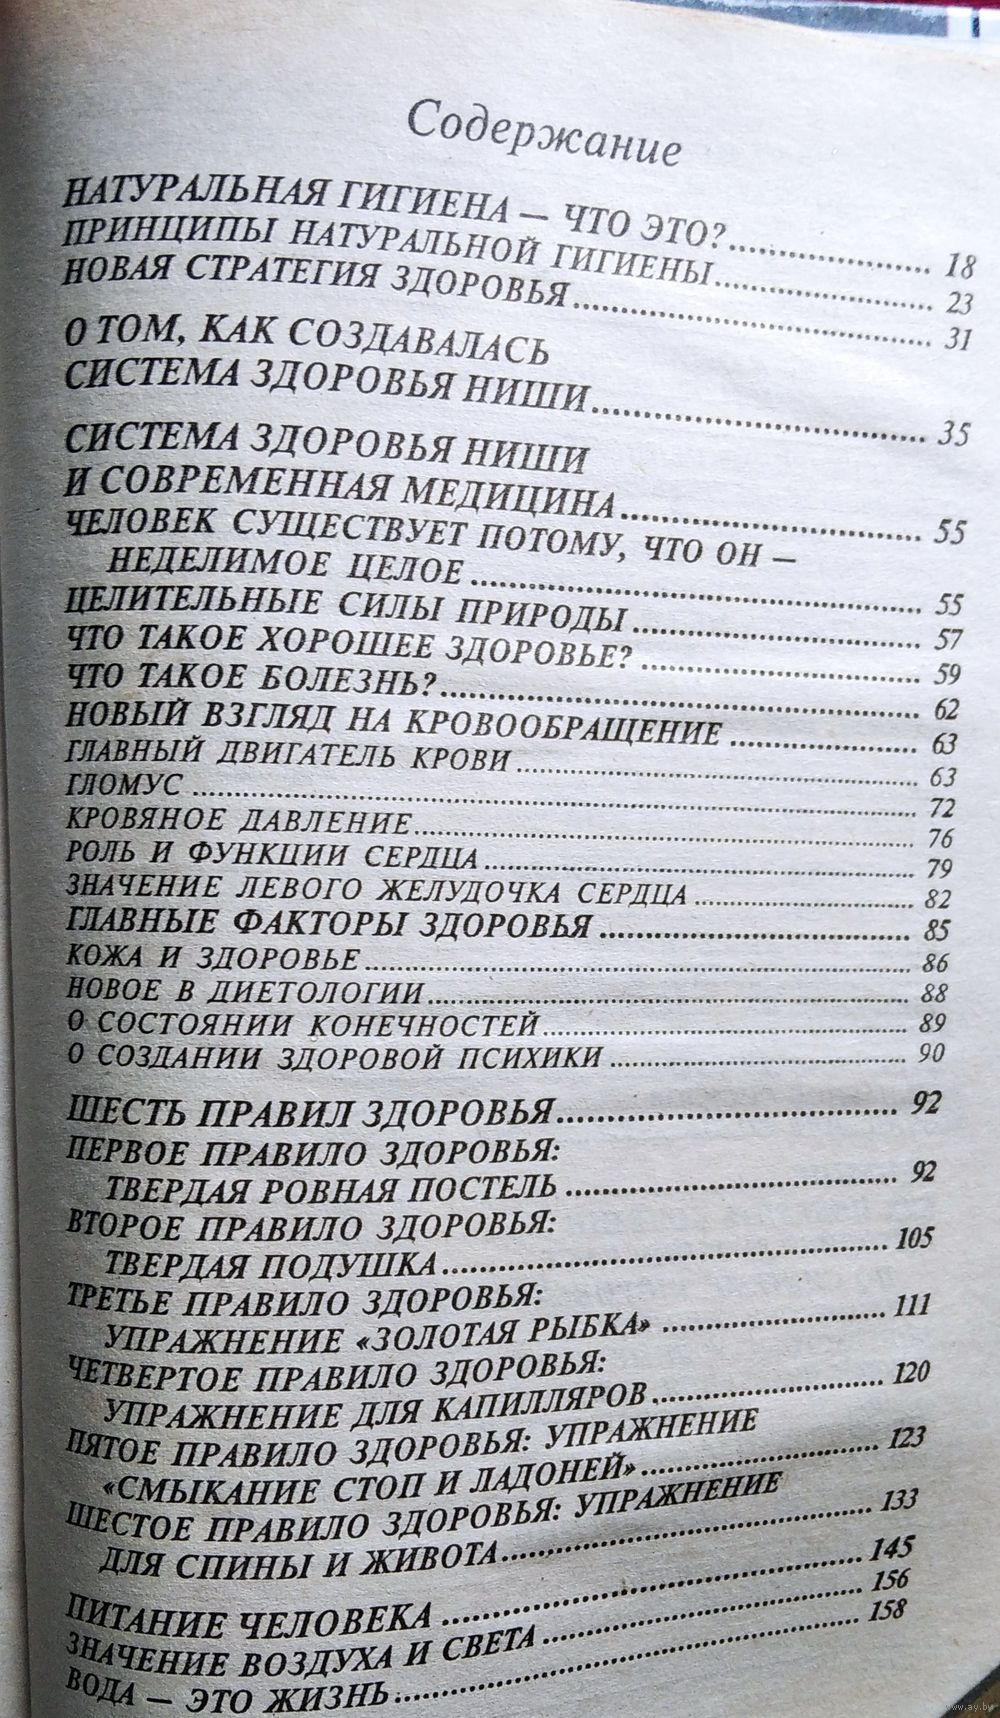 Содержание
НАТУРАЛЬНАЯ ГИГИЕНА — ЧТО ЭТО? 18
ПРИНЦИПЫ НАТУРАЛЬНОЙ ГИГИЕНЫ 23
НОВАЯ СТРАТЕГИЯ ЗДОРОВЬЯ 31
О ТОМ, КАК СОЗДАВАЛАСЬ
СИСТЕМА ЗДОРОВЬЯ НИШИ 35
СИСТЕМА ЗДОРОВЬЯ НИШИ
И СОВРЕМЕННАЯ МЕДИЦИНА 55
ЧЕЛОВЕК СУЩЕСТВУЕТ ПОТОМУ, ЧТО ОН —
НЕДЕЛИМОЕ ЦЕЛОЕ 55
ЦЕЛИТЕЛЬНЫЕ СИЛЫ ПРИРОДЫ 57
ЧТО ТАКОЕ ХОРОШЕЕ ЗДОРОВЬЕ? 59
ЧТО ТАКОЕ БОЛЕЗНЬ? 62
НОВЫЙ ВЗГЛЯД НА КРОВООБРАЩЕНИЕ 63
ГЛАВНЫЙ ДВИГАТЕЛЬ КРОВИ 63
ГЛОМУС 72
КРОВЯНОЕ ДАВЛЕНИЕ 76
РОЛЬ И ФУНКЦИИ СЕРДЦА 79
ЗНАЧЕНИЕ ЛЕВОГО ЖЕЛУДОЧКА СЕРДЦА 82
ГЛАВНЫЕ ФАКТОРЫ ЗДОРОВЬЯ 85
КОЖА И ЗДОРОВЬЕ 86
НОВОЕ В ДИЕТОЛОГИИ 88
О СОСТОЯНИИ КОНЕЧНОСТЕЙ 89
О СОЗДАНИИ ЗДОРОВОЙ ПСИХИКИ 90
ШЕСТЬ ПРАВИЛ ЗДОРОВЬЯ 92
ПЕРВОЕ ПРАВИЛО ЗДОРОВЬЯ:
ТВЕРДАЯ РОВНАЯ ПОСТЕЛЬ 92
ВТОРОЕ ПРАВИЛО ЗДОРОВЬЯ:
ТВЕРДАЯ ПОДУШКА 105
ТРЕТЬЕ ПРАВИЛО ЗДОРОВЬЯ:
УПРАЖНЕНИЕ «ЗОЛОТАЯ РЫБКА» 111
ЧЕТВЕРТОЕ ПРАВИЛО ЗДОРОВЬЯ:
УПРАЖНЕНИЕ ДЛЯ КАПИЛЛЯРОВ 120
ПЯТОЕ ПРАВИЛО ЗДОРОВЬЯ: УПРАЖНЕНИЕ
«СМЫКАНИЕ СТОП И ЛАДОНЕЙ» 123
ШЕСТОЕ ПРАВИЛО ЗДОРОВЬЯ: УПРАЖНЕНИЕ
ДЛЯ СПИНЫ И ЖИВОТА 133
ПИТАНИЕ ЧЕЛОВЕКА 145
ЗНАЧЕНИЕ ВОЗДУХА И СВЕТА 156
ВОДА — ЭТО ЖИЗНЬ 158
www.ay.by